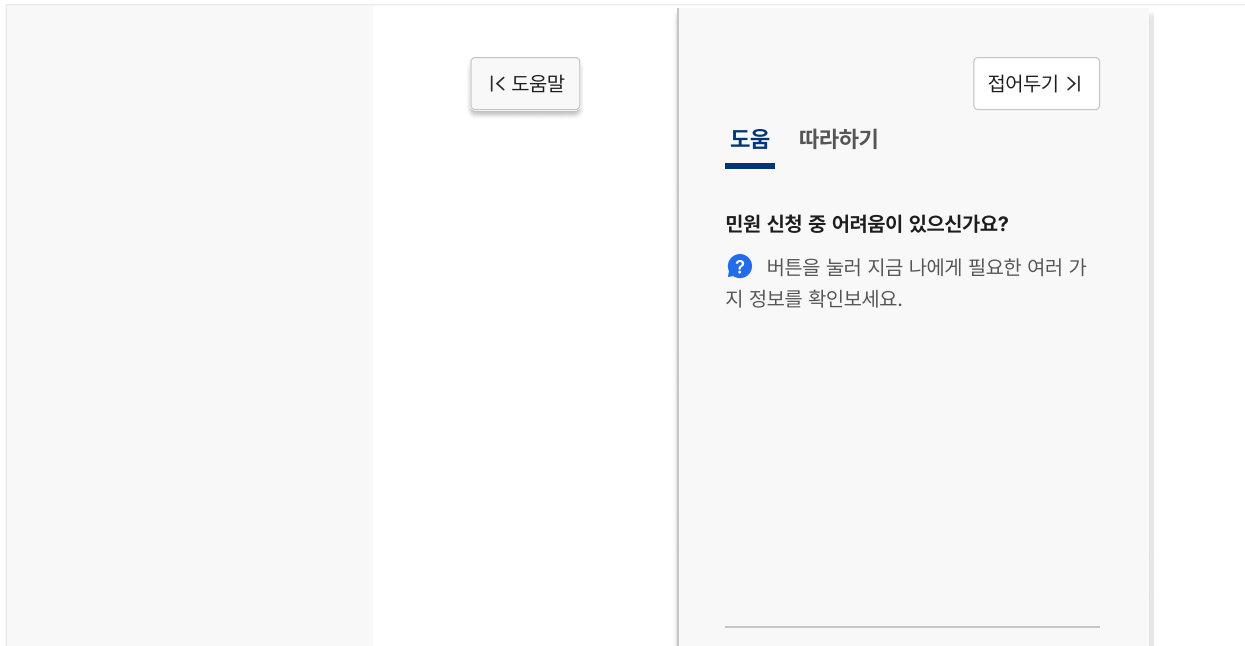 도움말
접어두기
도움 따라하기
민원 신청 중 어려움이 있으신가요?
? 버튼을 눌러 지금 나에게 필요한 여러 가
지 정보를 확인보세요.